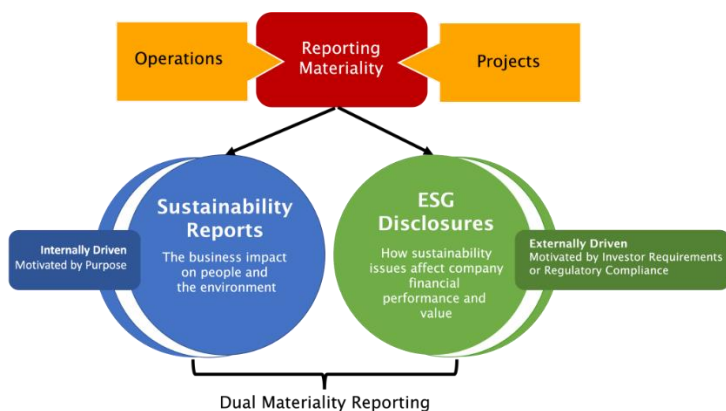 Operations
Reporting
Materiality
Projects
Sustainability
Reports
The business impact
on people and
the environment
ESG
Disclosures
How sustainability
issues affect company
financial
performance and
value
Internally Driven
Motivated by Purpose
Externally Driven
Motivated by Investor Requirements
or Regulatory Compliance
Dual Materiality Reporting